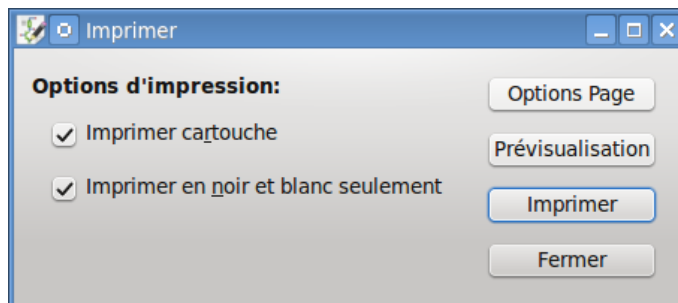 Imprimer
Options d'impression:
Imprimer cartouche
Imprimer en noir et blanc seulement
Options Page
Prévisualisation
Imprimer
Fermer